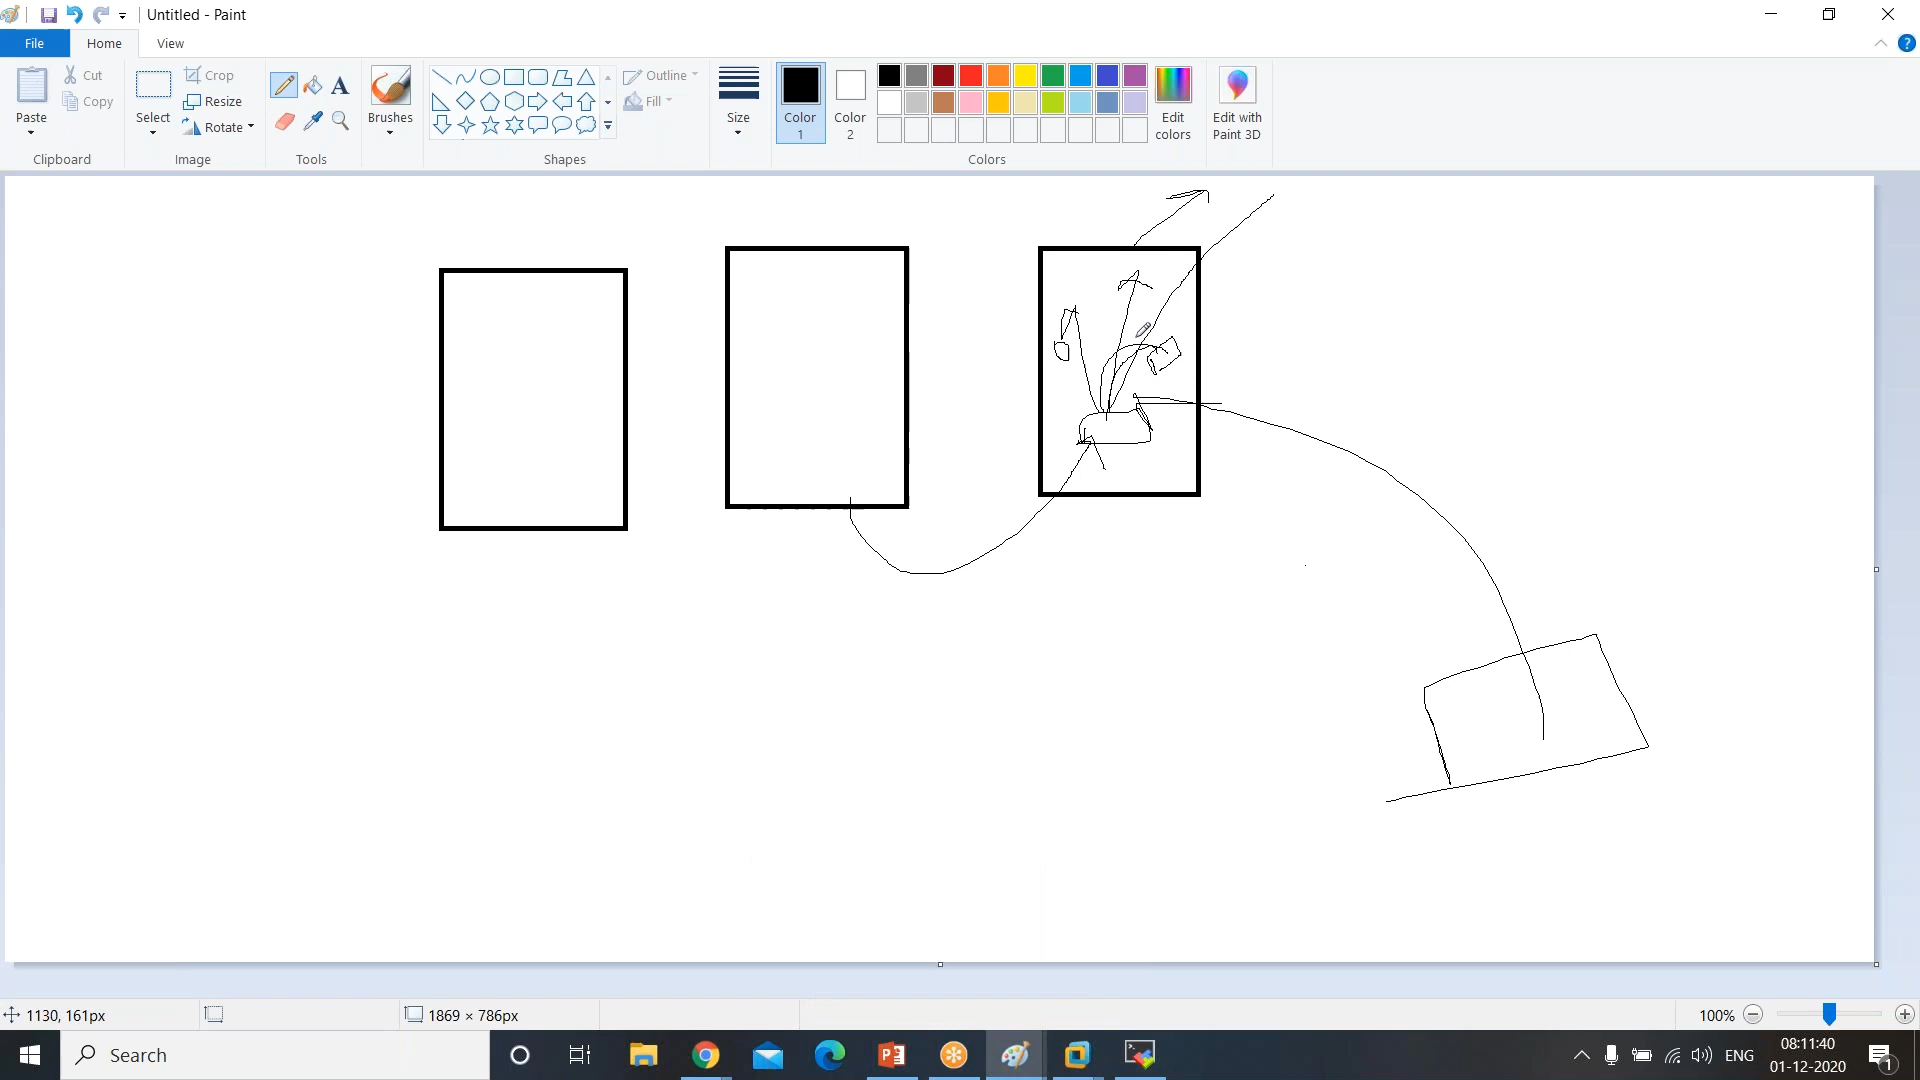 Untitled - Paint
File
Home
View
Paste
Cut
Copy
Clipboard
Select
Crop
Resize
Rotate
Image
A
Tools
Brushes
Outline
Fill
Shapes
Size
Color
1
Color
2
Edit
colors
Colors
Edit with
Paint 3D
?
1130, 161px
1869 × 786px
100%
Search
P
ENG
08:11:40
01-12-2020
1